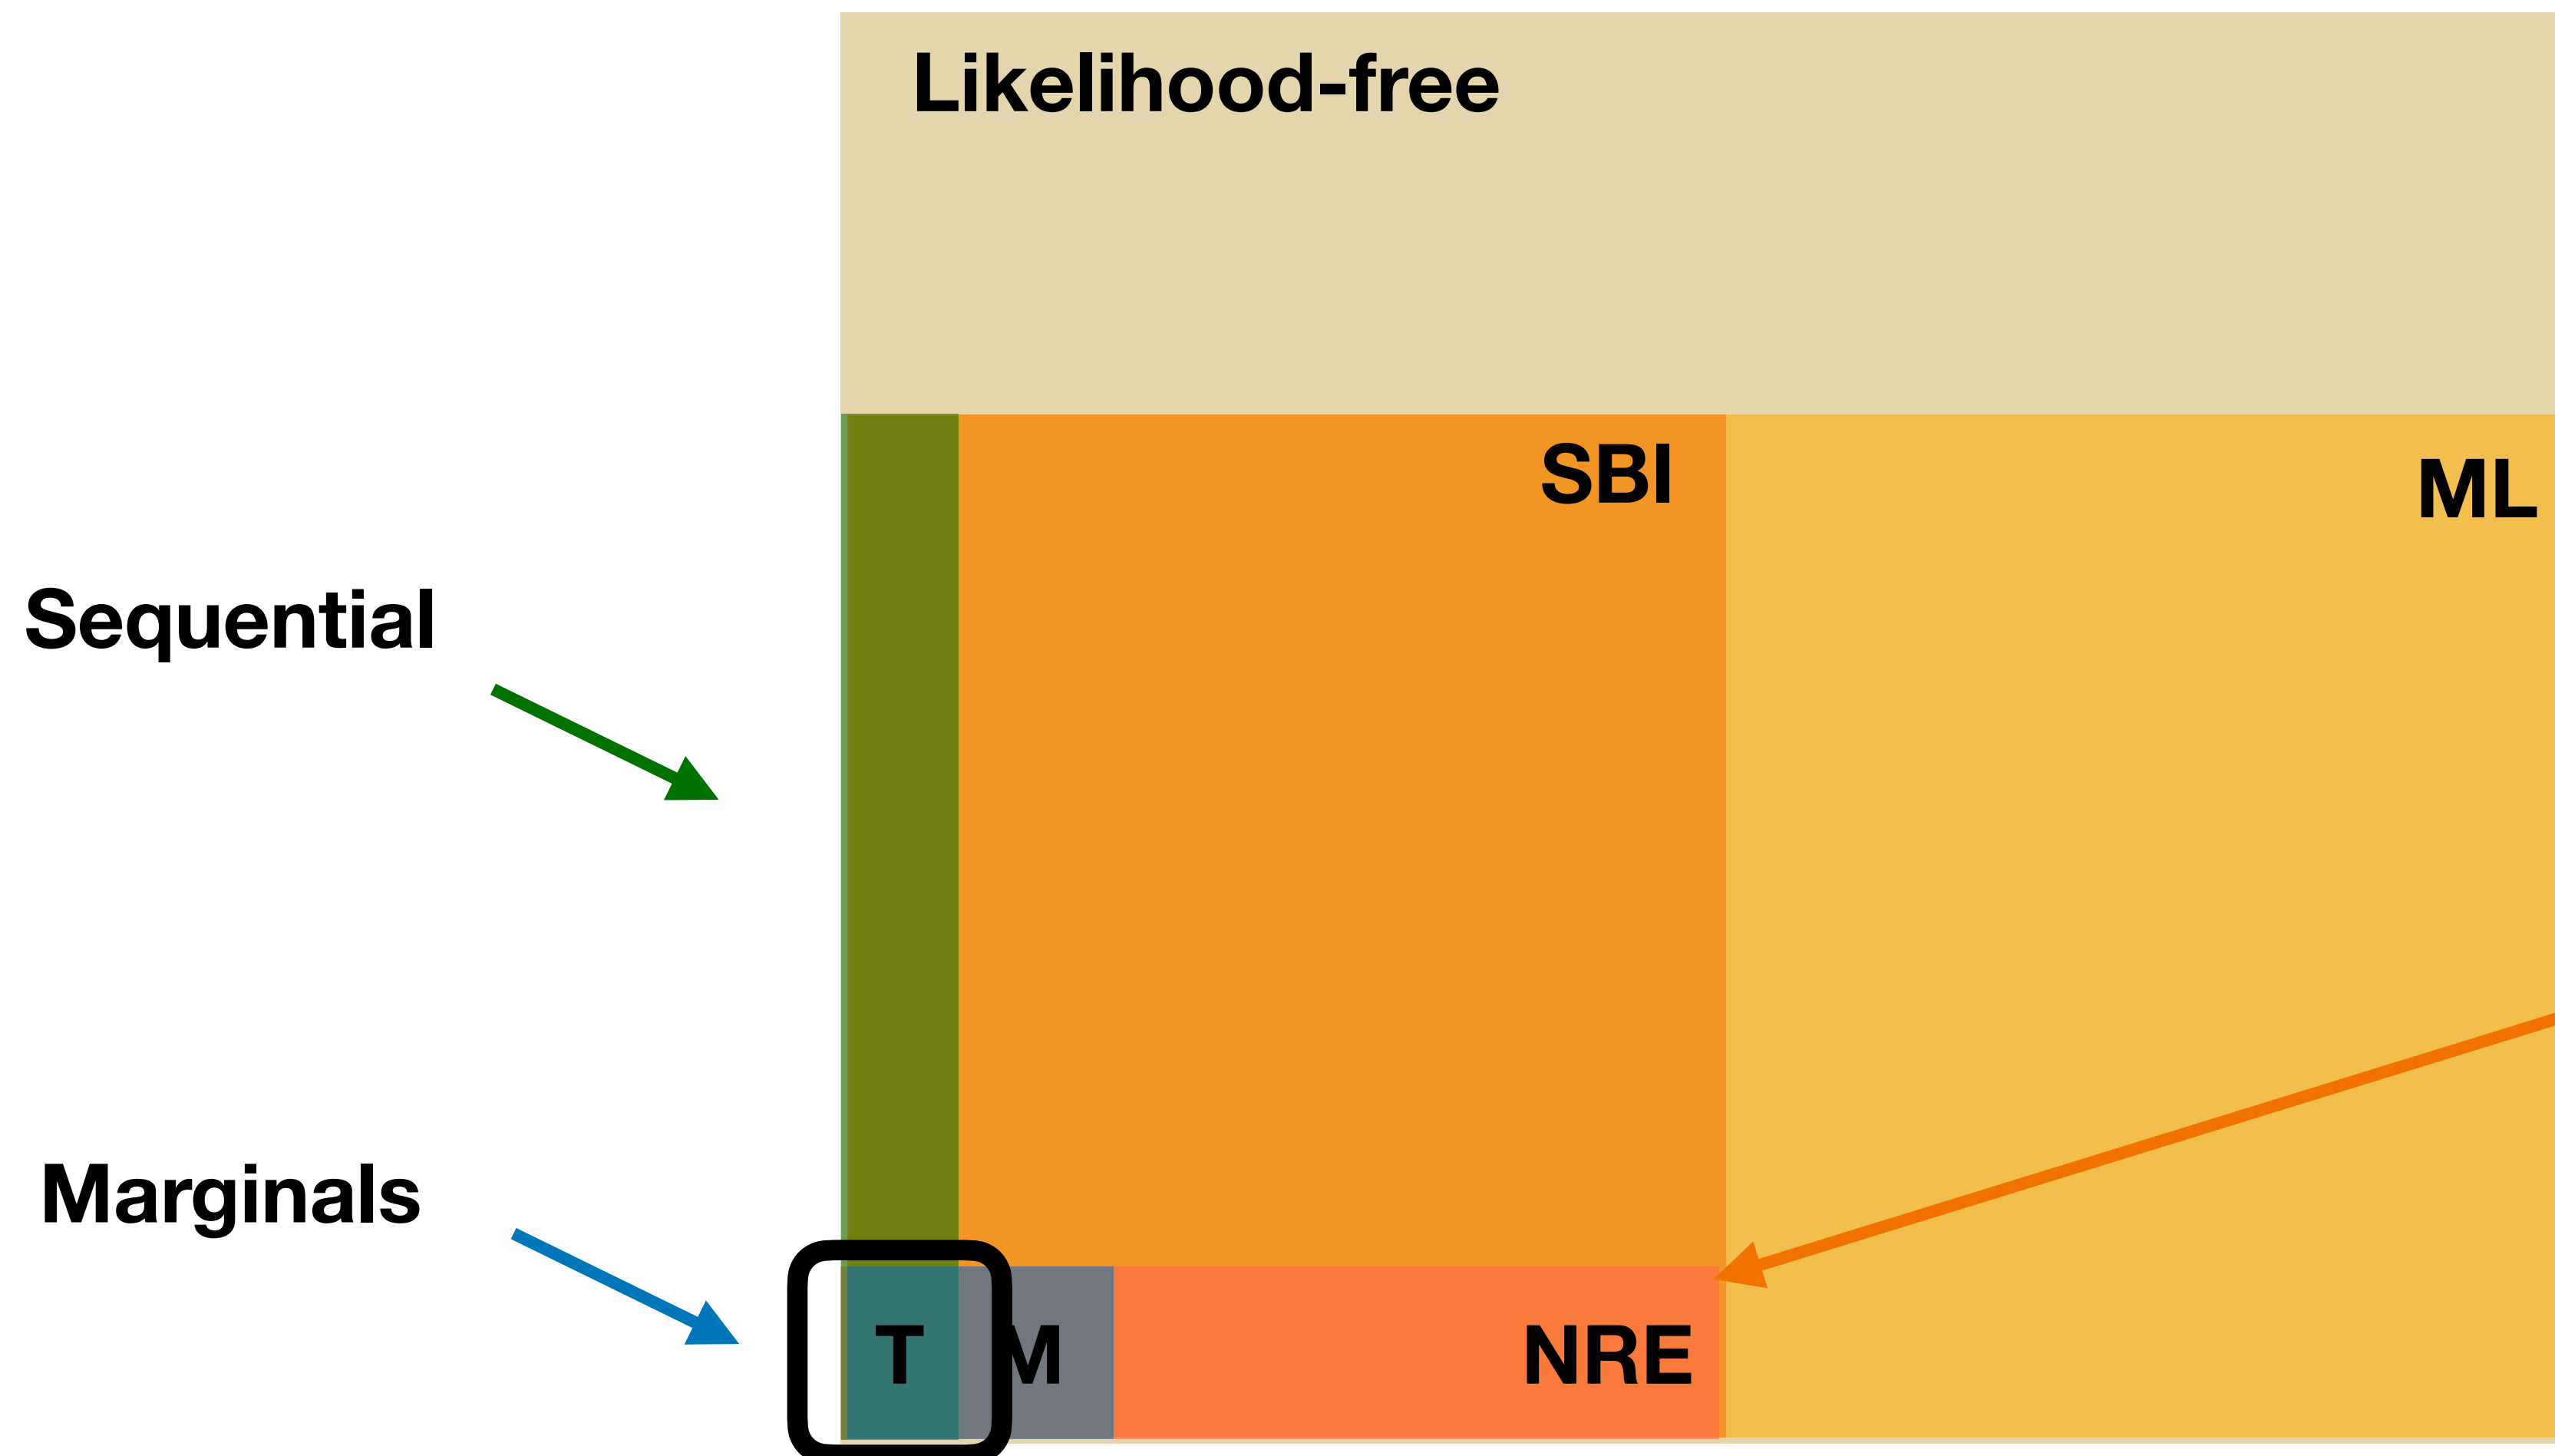 Likelihood-free
SBI
ML
Sequential
Marginals
T
M
NRE